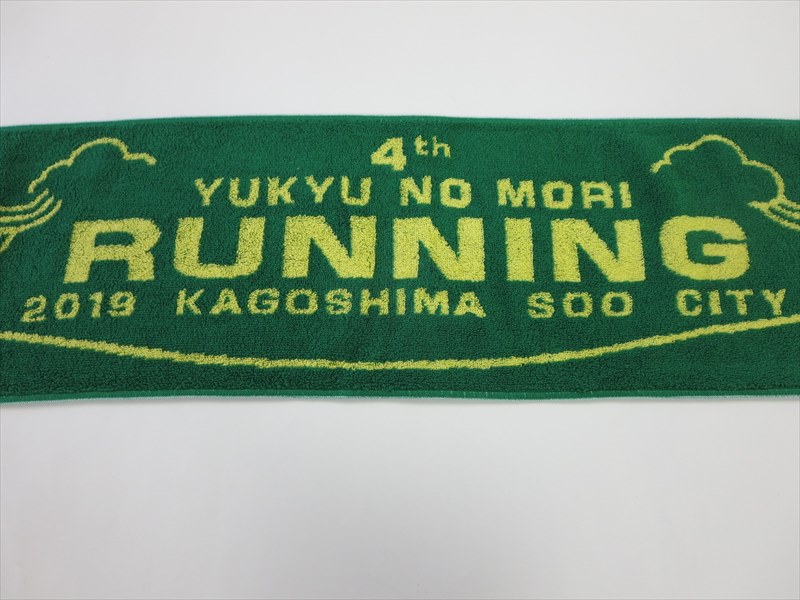 4th
YUKYU NO MORI
RUNNING
2019 KAGOSHIMA SOO CITY